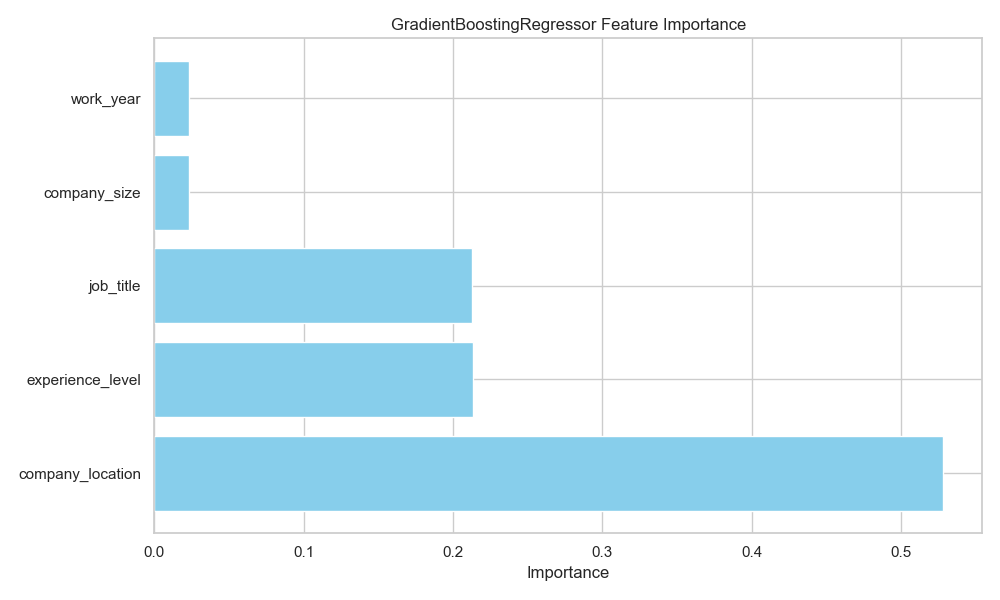 GradientBoostingRegressor Feature Importance
work_year
company_size
job_title
experience_level
company_location
0.0 0.1 0.2 0.3 0.4 0.5
Importance